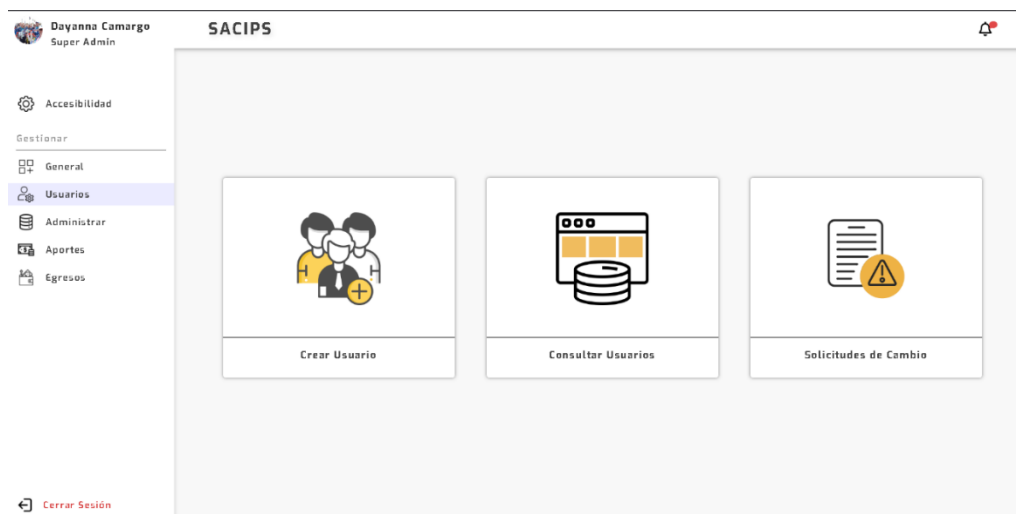 Dayanna Camargo
Super Admin
SACIPS
Accesibilidad
Gestionar
General
Usuarios
Administrar
Aportes
Egresos
Crear Usuario
Consultar Usuarios
Solicitudes de Cambio
Cerrar Sesión